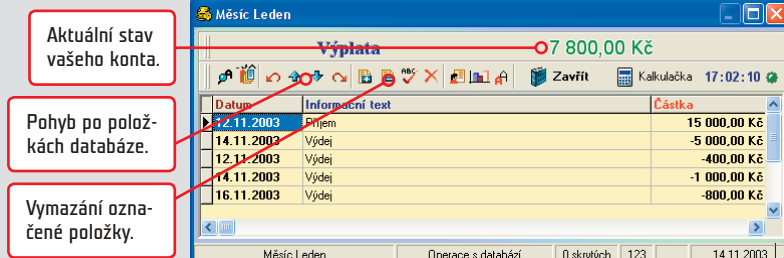 Měsíc Leden
Aktuální stav
vašeho konta.
Výplata 7 800,00 Kč
ABC Zavřít Kalkulačka 17:02:10
Pohyb po polož-
kách databáze.
Datum Informační text Částka
12.11.2003 Příjem 15 000,00 Kč
14.11.2003 Výdej -5 000,00 Kč
12.11.2003 Výdej -400,00 Kč
14.11.2003 Výdej -1 000,00 Kč
16.11.2003 Výdej -800,00 Kč
Vymazání ozna-
čené položky.
Měsíc Leden Operace s databází 0 skrytých 123 14.11.2003